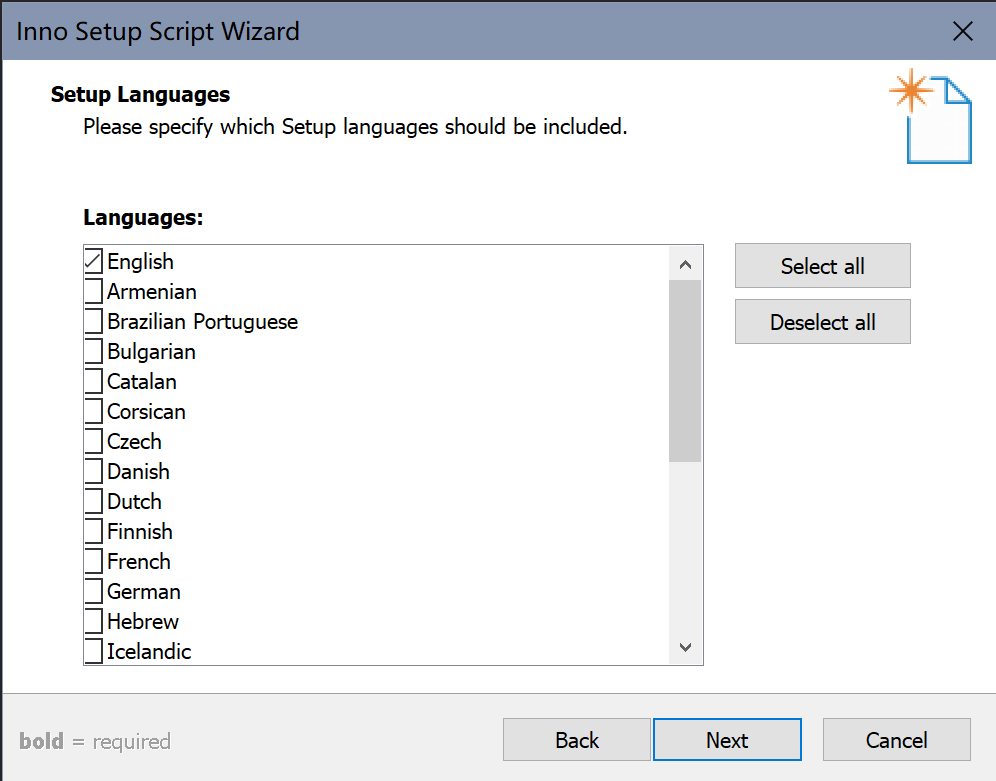 Inno Setup Script Wizard
Setup Languages
Please specify which Setup languages should be included.
Languages:
English
Armenian
Brazilian Portuguese
Bulgarian
Catalan
Corsican
Czech
Danish
Dutch
Finnish
French
German
Hebrew
Icelandic
Select all
Deselect all
bold = required
Back
Next
Cancel